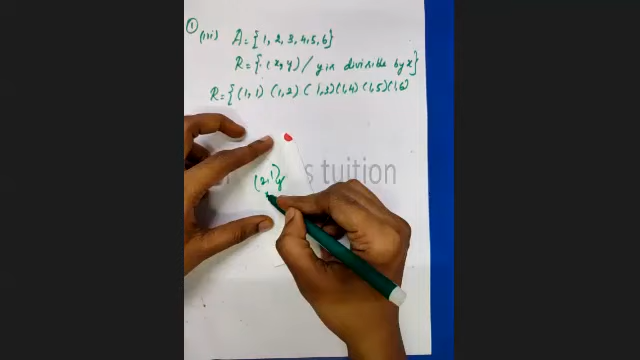 ①
(iii) A = { 1, 2, 3, 4, 5, 6}
R = { (x, y) / y is divisible by x}
R = { (1, 1) (1, 2) ( 1, 3) (1, 4) (1, 5) (1, 6)
s tuition
(2, 1) y
x